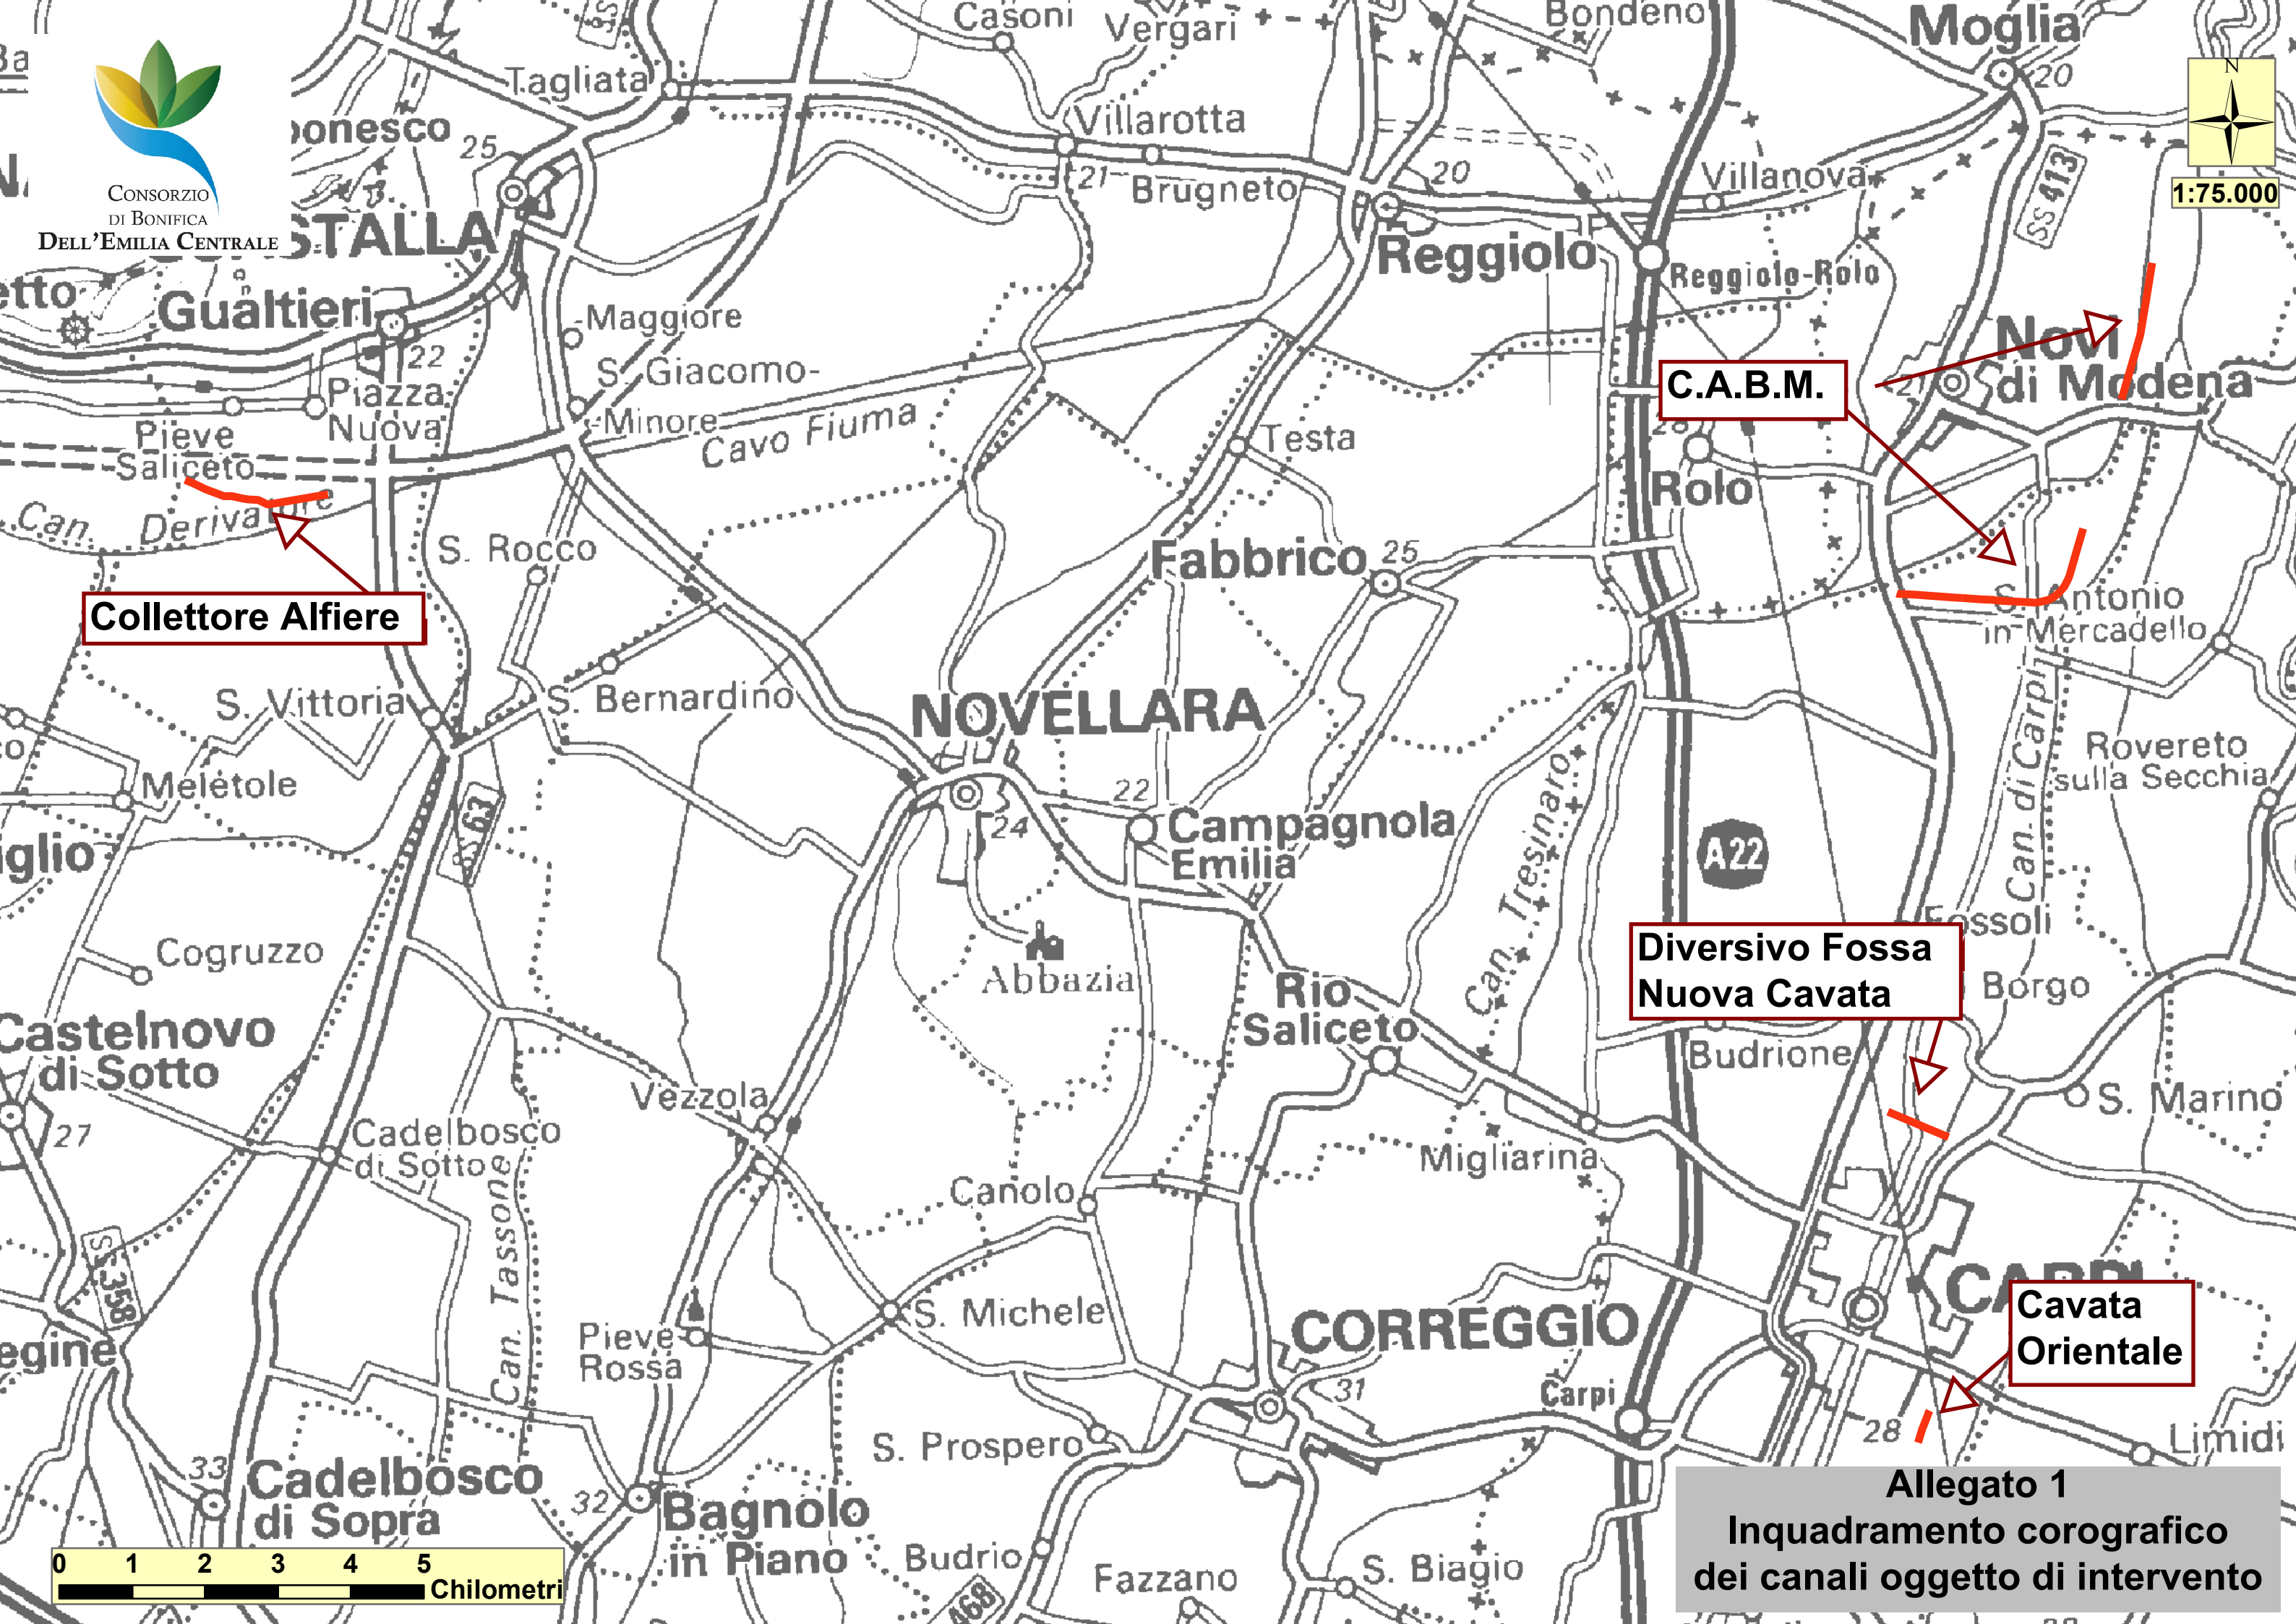 CONSORZIO
DI BONIFICA
DELL'EMILIA CENTRALE
N
1:75.000
Casoni
Vergari
Bondeno
Moglia
20
Tagliata
Villarotta
21
Brugneto
20
Villanova
SS 413
25
Reggiolo
Reggiolo-Rolo
Gualtieri
22
Maggiore
S. Giacomo-
-Minore
Cavo Fiuma
Piazza
Nuova
Pieve
Saliceto
Can. Derivatore
Collettore Alfiere
C.A.B.M.
Novi
di Modena
21
Testa
Rolo
S. Rocco
Fabbrico 25
S. Antonio
in Mercadello
S. Vittoria
S. Bernardino
NOVELLARA
24
Meletole
SS 63
22
Campagnola
Emilia
Can. Tresinaro
A22
Can. di Carpi
Rovereto
sulla Secchia
Cogruzzo
Abbazia
Rio
Saliceto
Diversivo Fossa
Nuova Cavata
Fossoli
Borgo
Budrione
S. Marino
Castelnovo
di Sotto
27
Vezzola
Cadelbosco
di Sotto
Can. Tassone
Migliarina
Canolo
SS 358
S. Michele
Pieve
Rossa
CORREGGIO
31
Carpi
CARPI
Cavata
Orientale
28
Limidi
S. Prospero
33
Cadelbosco
di Sopra
32
Bagnolo
in Piano
Budrio
468
Fazzano
S. Biagio
0 1 2 3 4 5
Chilometri
Allegato 1
Inquadramento corografico
dei canali oggetto di intervento